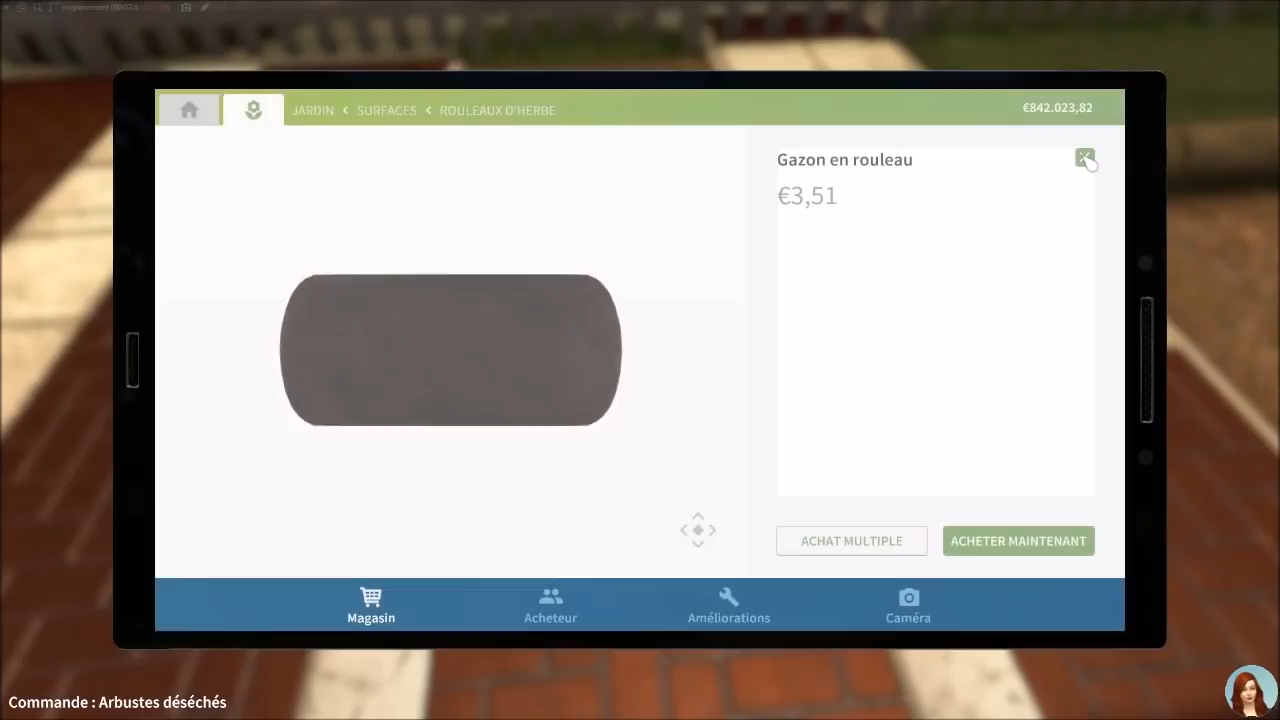 JARDIN < SURFACES < ROULEAUX D'HERBE
€842.023,82
Gazon en rouleau
€3,51
ACHAT MULTIPLE
ACHETER MAINTENANT
Magasin
Acheteur
Améliorations
Caméra
Commande : Arbustes déséchés